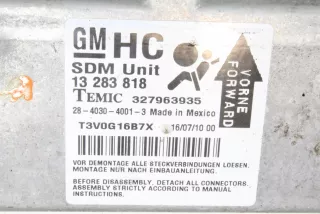 GM HC
SDM Unit
13 283 818
TEMIC 327963935
28-4030-4001-3 Made in Mexico
T3V0G16B7X 16/07/10 00
VORNE
FORWARD
VOR DEMONTAGE ALLE STECKVERBINDUNGEN LOESEN.
MONTAGE NUR NACH EINBAUANLEITUNG.
BEFORE DISASSEMBLY, DETACH ALL CONNECTORS.
ASSEMBLY STRICTLY ACCORDING TO MANUAL
INSTRUCTIONS.